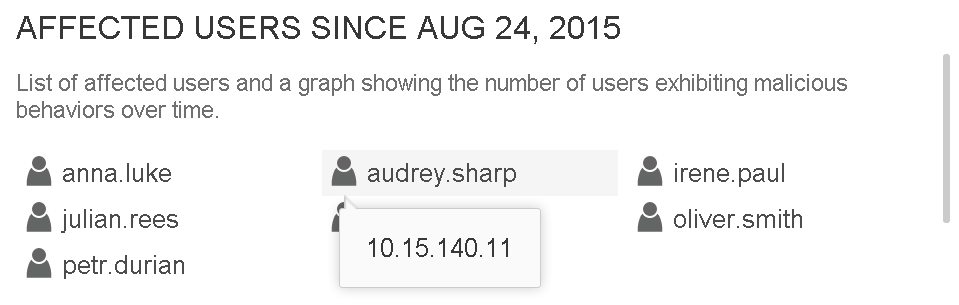 AFFECTED USERS SINCE AUG 24, 2015
List of affected users and a graph showing the number of users exhibiting malicious
behaviors over time.
anna.luke audrey.sharp irene.paul
julian.rees oliver.smith
10.15.140.11
petr.durian